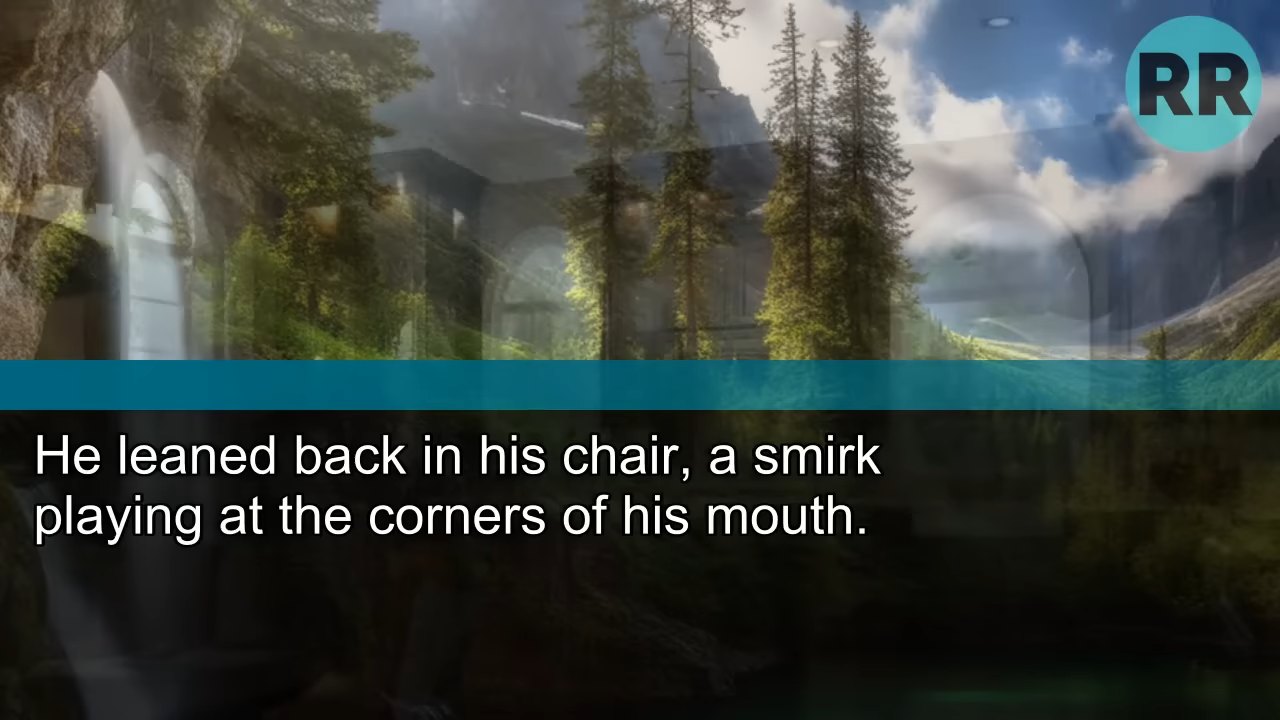 RR
He leaned back in his chair, a smirk
playing at the corners of his mouth.